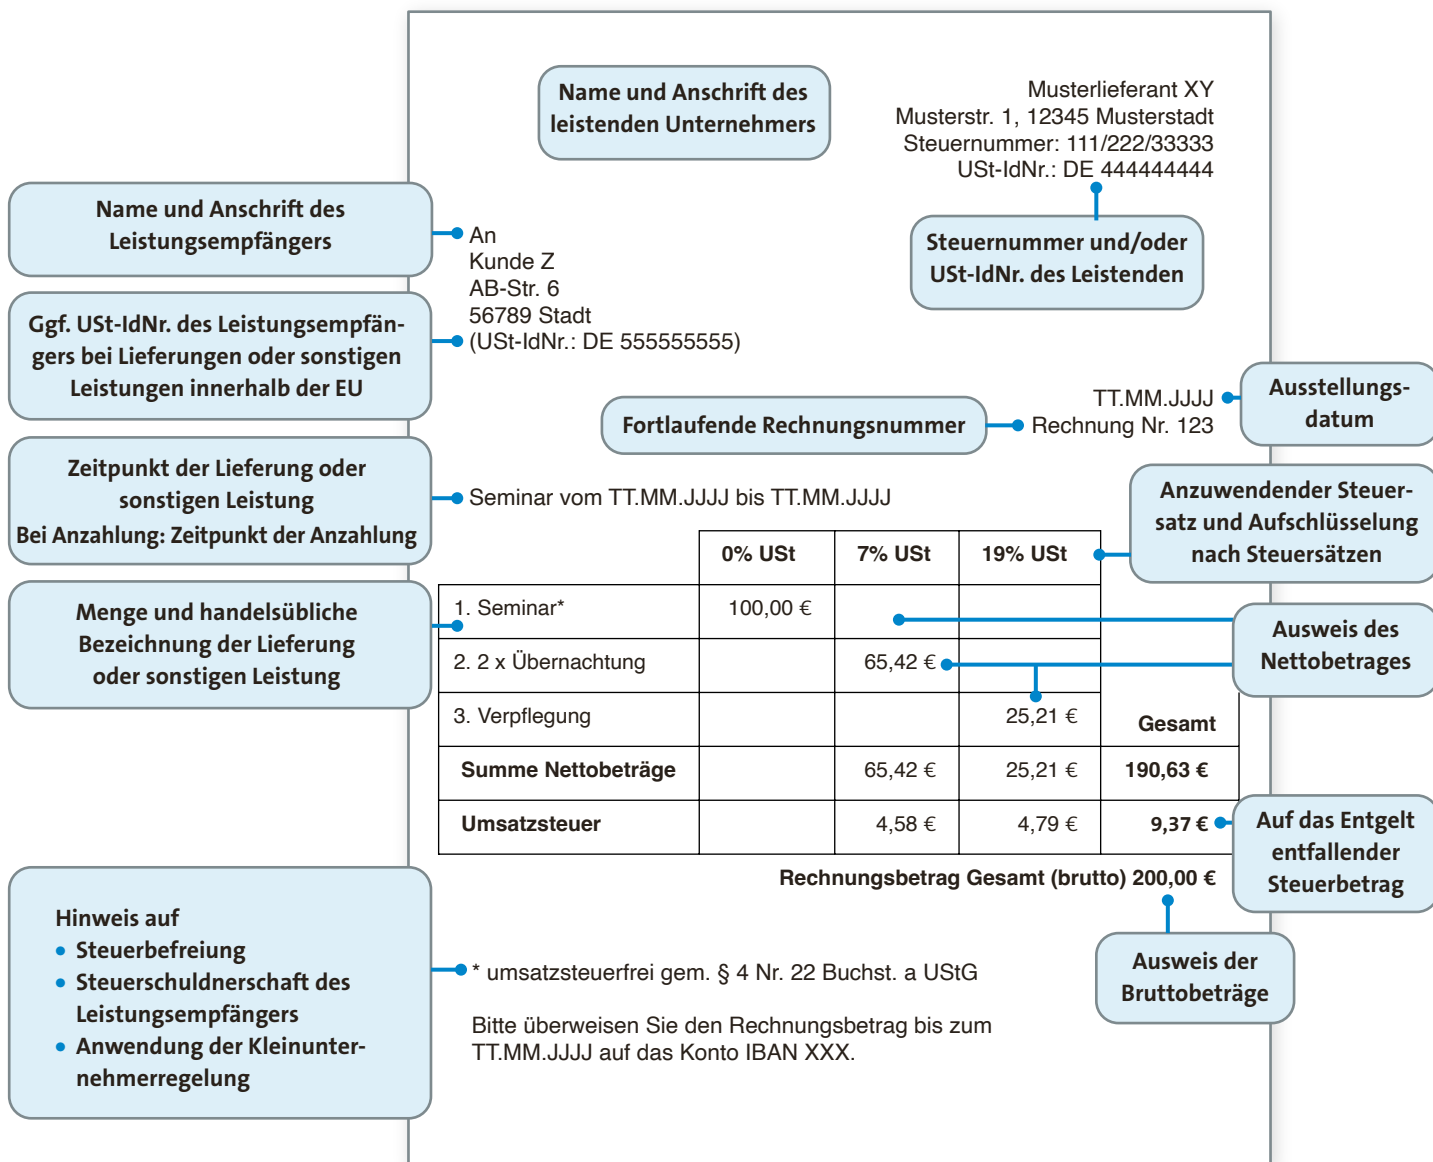 Name und Anschrift des
leistenden Unternehmers
Musterlieferant XY
Musterstr. 1, 12345 Musterstadt
Steuernummer: 111/222/33333
USt-IdNr.: DE 444444444
Steuernummer und/oder
USt-IdNr. des Leistenden
Name und Anschrift des
Leistungsempfängers
An
Kunde Z
AB-Str. 6
56789 Stadt
(USt-IdNr.: DE 555555555)
Ggf. USt-IdNr. des Leistungsempfän-
gers bei Lieferungen oder sonstigen
Leistungen innerhalb der EU
TT.MM.JJJJ
Ausstellungs-
datum
Fortlaufende Rechnungsnummer
Rechnung Nr. 123
Zeitpunkt der Lieferung oder
sonstigen Leistung
Bei Anzahlung: Zeitpunkt der Anzahlung
Seminar vom TT.MM.JJJJ bis TT.MM.JJJJ
Anzuwendender Steuer-
satz und Aufschlüsselung
nach Steuersätzen
0% USt 7% USt 19% USt
Menge und handelsübliche
Bezeichnung der Lieferung
oder sonstigen Leistung
1. Seminar* 100,00 €
2. 2 x Übernachtung 65,42 €
Ausweis des
Nettobetrages
3. Verpflegung 25,21 € Gesamt
Summe Nettobeträge 65,42 € 25,21 € 190,63 €
Umsatzsteuer 4,58 € 4,79 € 9,37 €
Auf das Entgelt
entfallender
Steuerbetrag
Rechnungsbetrag Gesamt (brutto) 200,00 €
Ausweis der
Bruttobeträge
Hinweis auf
• Steuerbefreiung
• Steuerschuldnerschaft des
Leistungsempfängers
• Anwendung der Kleinunter-
nehmerregelung
* umsatzsteuerfrei gem. § 4 Nr. 22 Buchst. a UStG
Bitte überweisen Sie den Rechnungsbetrag bis zum
TT.MM.JJJJ auf das Konto IBAN XXX.